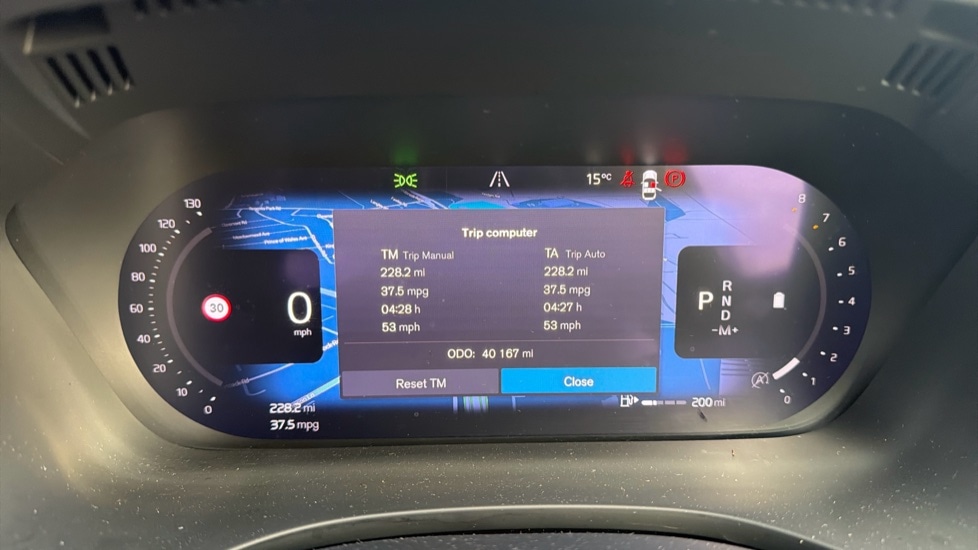 15°C
P
130
120
100
80
60
40
20
10
0
30
0
mph
Trip computer
TM Trip Manual
TA Trip Auto
228.2 mi
228.2 mi
37.5 mpg
37.5 mpg
04:28 h
04:27 h
53 mph
53 mph
ODO: 40 167 mi
Reset TM
Close
P
R
N
D
-M+
8
7
6
5
4
3
2
1
0
A
228.2 mi
37.5 mpg
200 mi